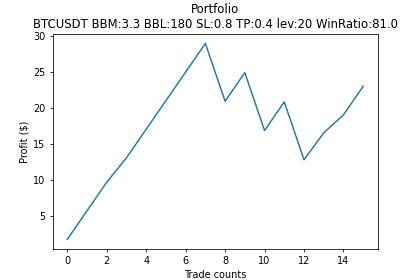 Portfolio
BTCUSDT BBM:3.3 BBL:180 SL:0.8 TP:0.4 lev:20 WinRatio:81.0
30
25
20
15
10
5
Profit ($)
0 2 4 6 8 10 12 14
Trade counts